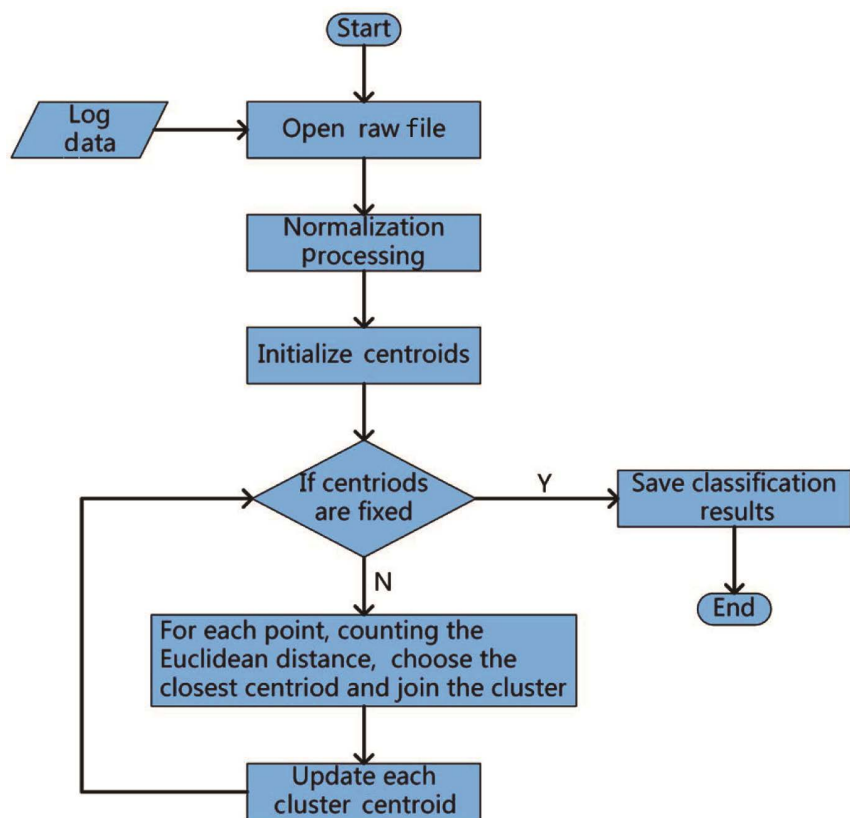 Start
Log
data
Open raw file
Normalization
processing
Initialize centroids
If centriods
are fixed
Y
Save classification
results
N
End
For each point, counting the
Euclidean distance, choose the
closest centriod and join the cluster
Update each
cluster centroid